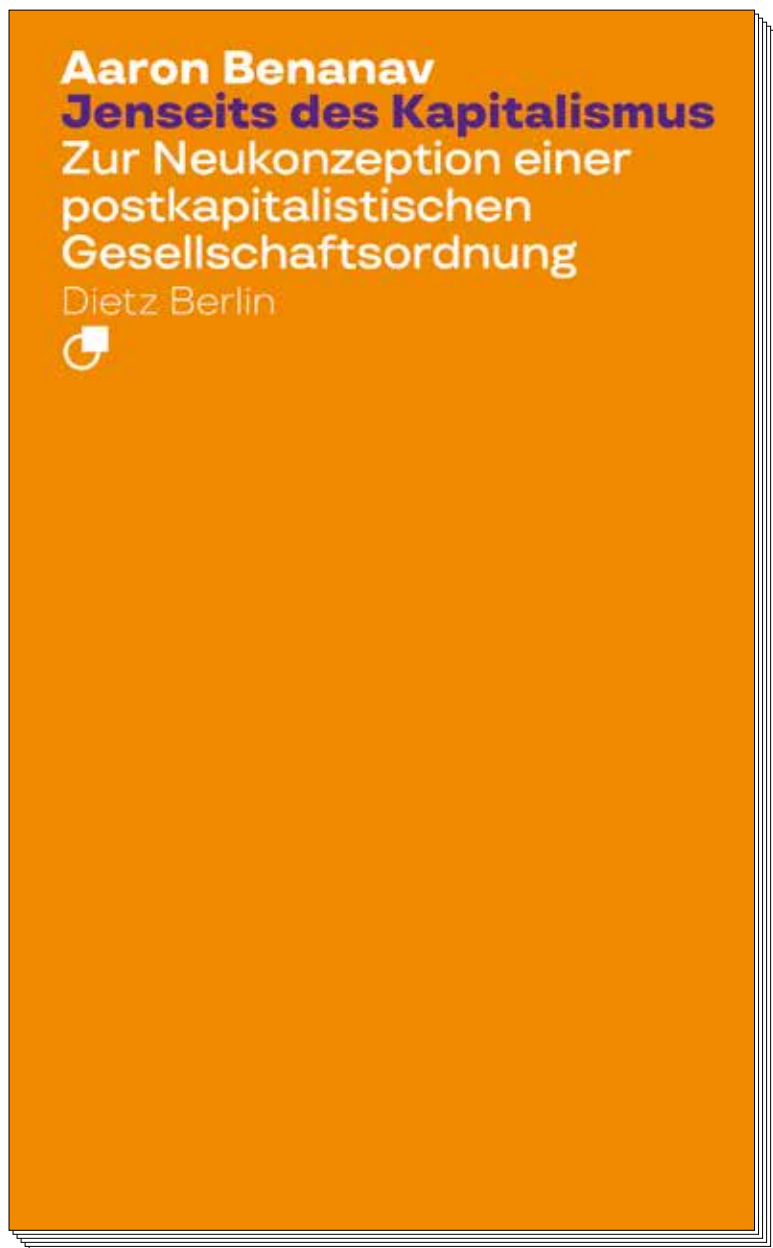 Aaron Benanav
Jenseits des Kapitalismus
Zur Neukonzeption einer
postkapitalistischen
Gesellschaftsordnung
Dietz Berlin